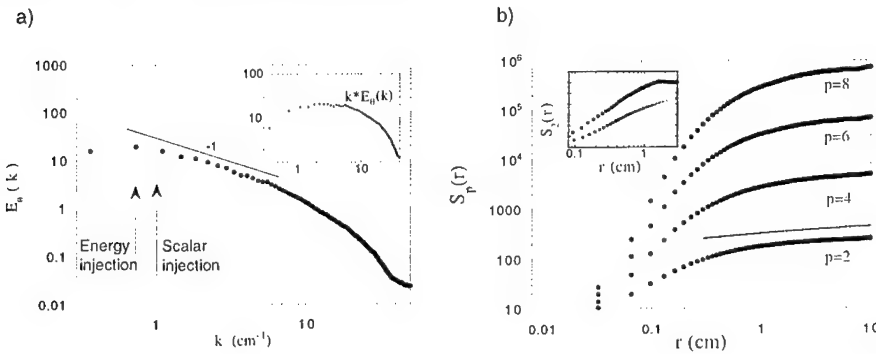 a)
1000
100
10
1
0.1
0.01
E_θ (k)
-1
100
10
k*E_θ(k)
1
10
Energy injection
Scalar injection
1
10
k (cm⁻¹)
b)
10⁶
10⁵
10⁴
1000
100
10
S_p(r)
S₂(r)
0.1
1
r (cm)
p=8
p=6
p=4
p=2
0.01
0.1
1
10
r (cm)